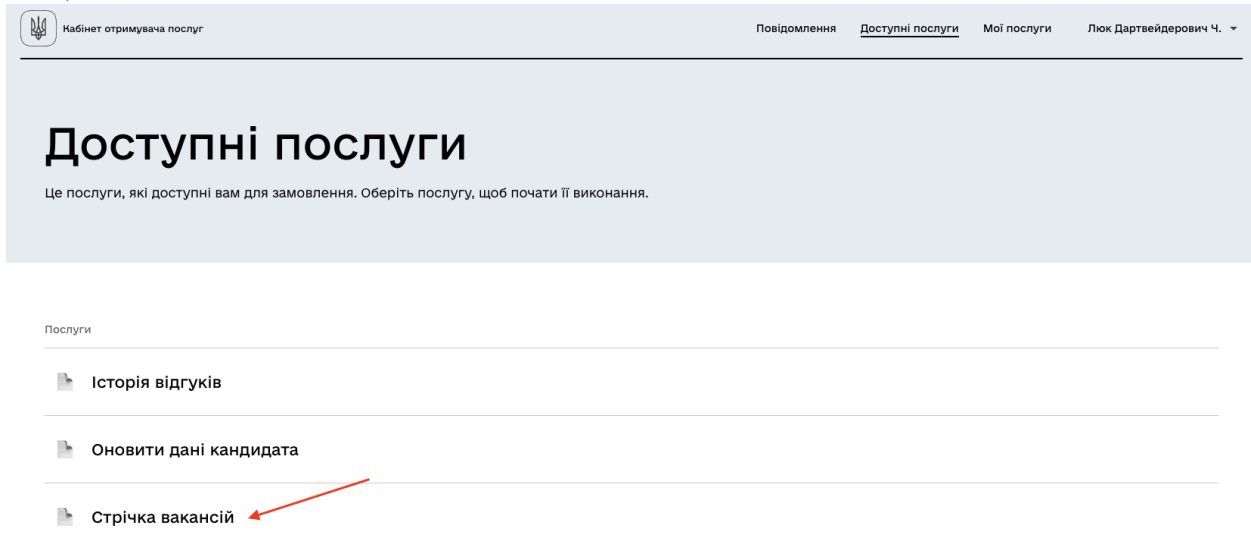 Кабінет отримувача послуг
Повідомлення Доступні послуги Мої послуги Люк Дартвейдерович Ч.
Доступні послуги
Це послуги, які доступні вам для замовлення. Оберіть послугу, щоб почати її виконання.
Послуги
Історія відгуків
Оновити дані кандидата
Стрічка вакансій